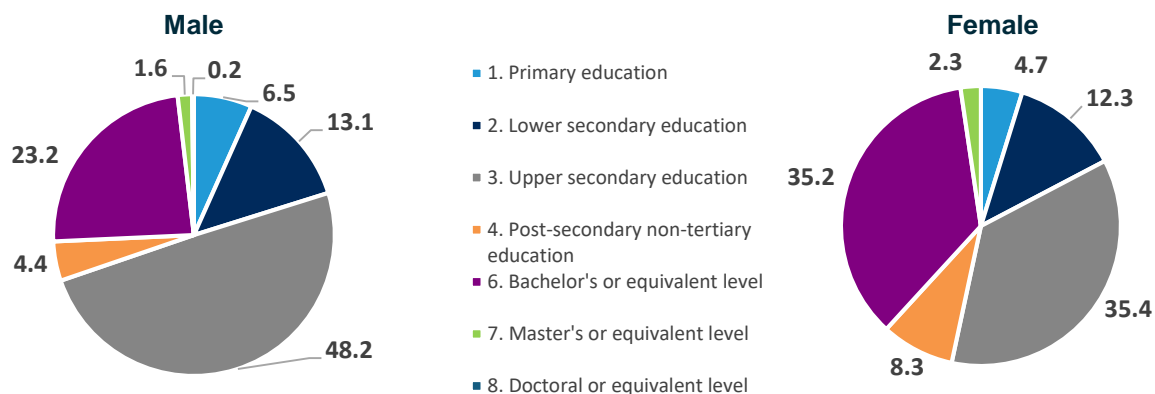 Male
1.6
0.2
6.5
13.1
23.2
4.4
48.2
1. Primary education
2. Lower secondary education
3. Upper secondary education
4. Post-secondary non-tertiary
education
6. Bachelor's or equivalent level
7. Master's or equivalent level
8. Doctoral or equivalent level
Female
2.3
4.7
12.3
35.2
35.4
8.3